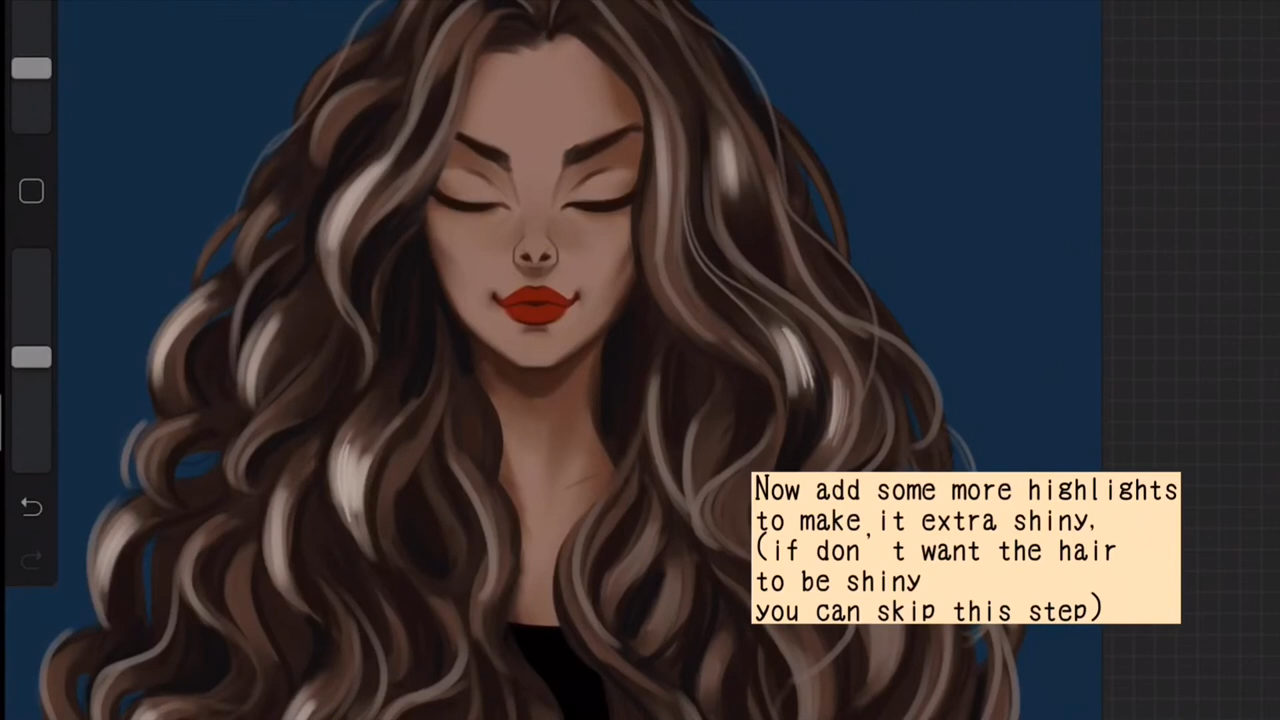 Now add some more highlights
to make it extra shiny,
(if don't want the hair
to be shiny
you can skip this step)